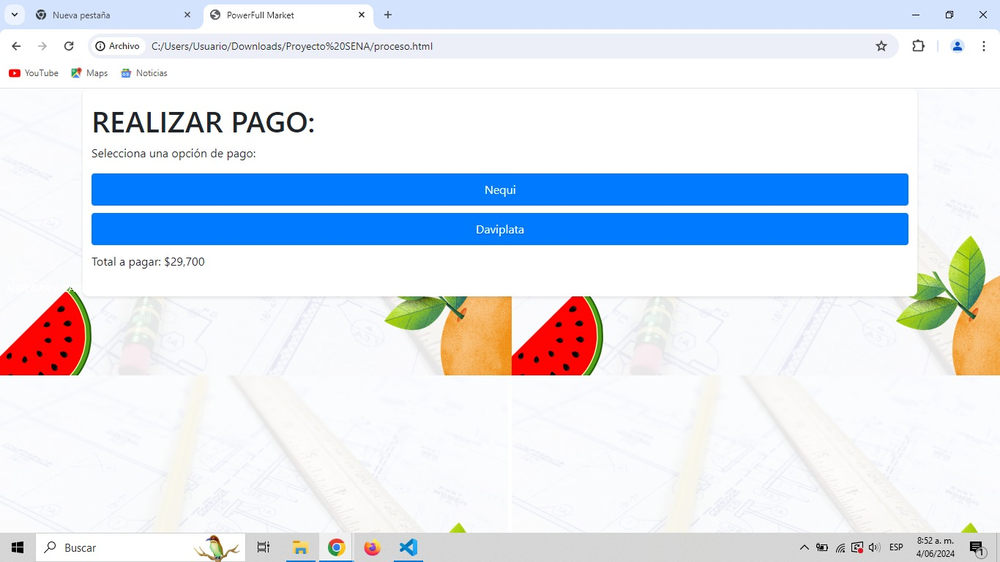 Nueva pestaña
PowerFull Market
Archivo
C:/Users/Usuario/Downloads/Proyecto%20SENA/proceso.html
YouTube
Maps
Noticias
REALIZAR PAGO:
Selecciona una opción de pago:
Nequi
Daviplata
Total a pagar: $29,700
Buscar
ESP
8:52 a. m.
4/06/2024
1